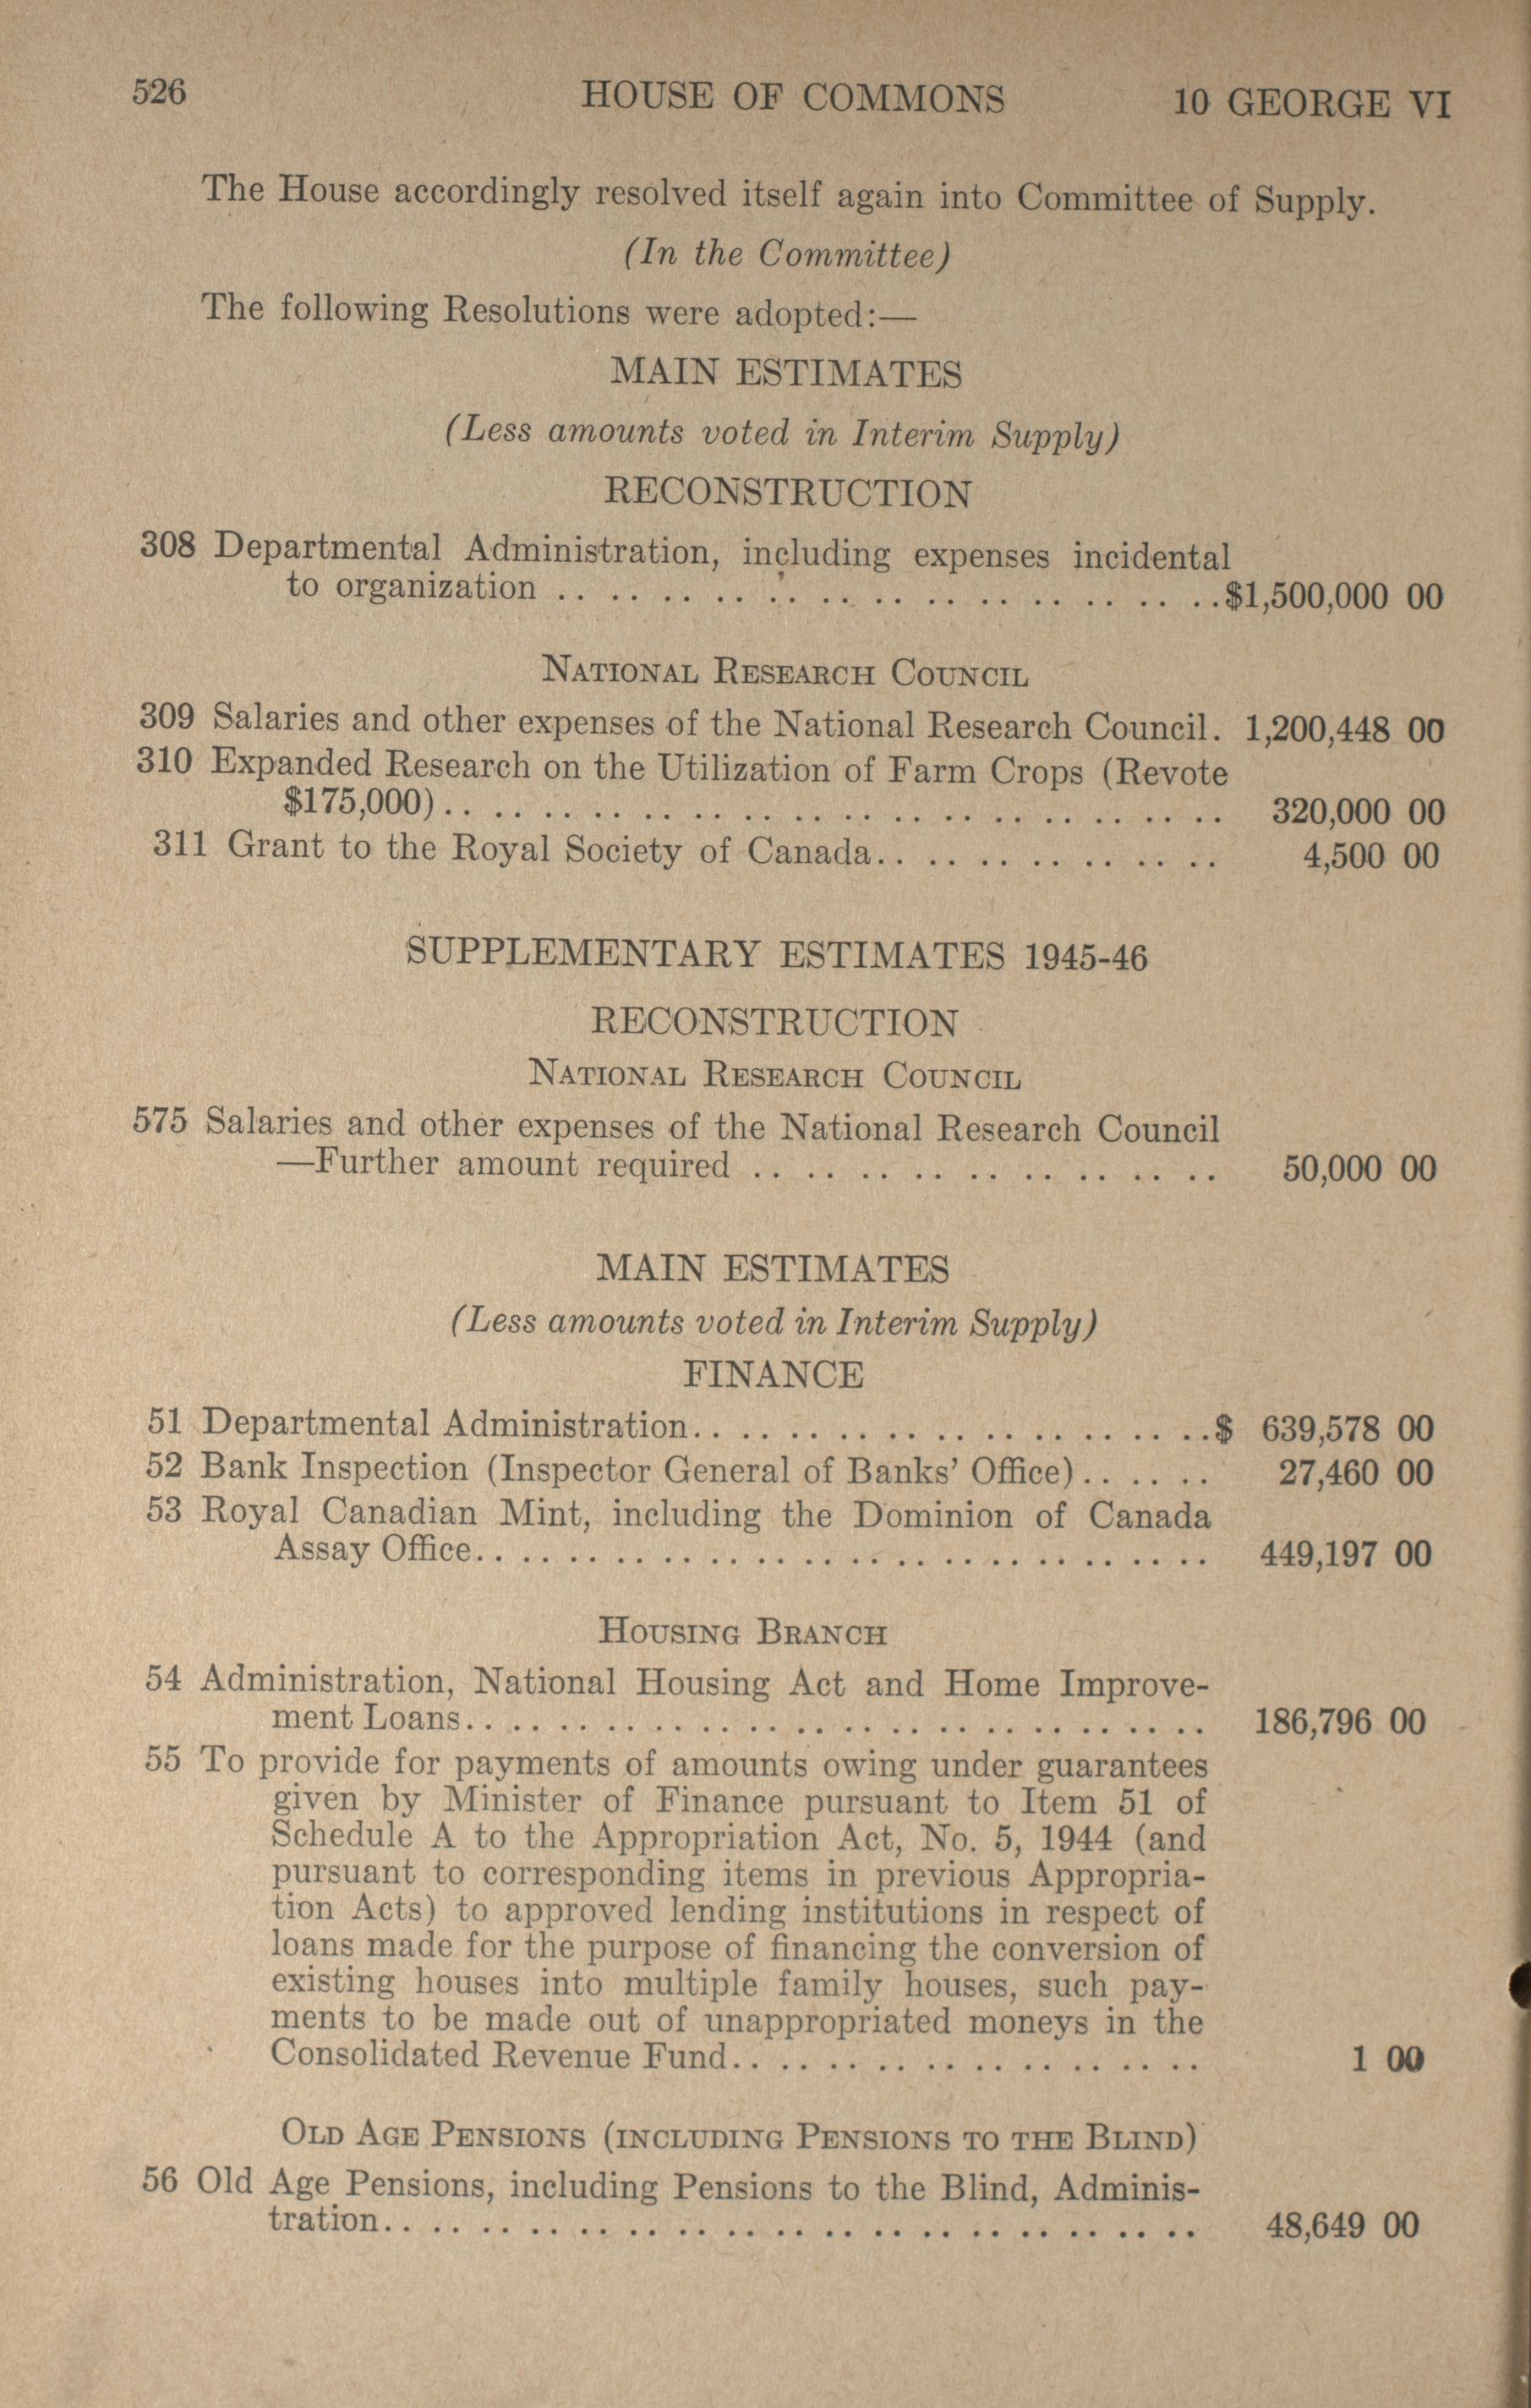 526 HOUSE OF COMMONS 10 GEORGE VI
The House accordingly resolved itself again into Committee of Supply.
(In the Committee)
The following Resolutions were adopted:—
MAIN ESTIMATES
(Less amounts voted in Interim Supply)
RECONSTRUCTION
308 Departmental Administration, including expenses incidental
to organization . . . . . . . . . . . . . . . . . . . . . . . . . .$1,500,000 00
NATIONAL RESEARCH COUNCIL
309 Salaries and other expenses of the National Research Council. 1,200,448 00
310 Expanded Research on the Utilization of Farm Crops (Revote
$175,000). . . . . . . . . . . . . . . . . . . . . . . . . . . . . . . . 320,000 00
311 Grant to the Royal Society of Canada. . . . . . . . . . . . . . 4,500 00
SUPPLEMENTARY ESTIMATES 1945-46
RECONSTRUCTION
NATIONAL RESEARCH COUNCIL
575 Salaries and other expenses of the National Research Council
—Further amount required . . . . . . . . . . . . . . . . . . 50,000 00
MAIN ESTIMATES
(Less amounts voted in Interim Supply)
FINANCE
51 Departmental Administration. . . . . . . . . . . . . . . . . . . . . .$ 639,578 00
52 Bank Inspection (Inspector General of Banks' Office). . . . . . 27,460 00
53 Royal Canadian Mint, including the Dominion of Canada
Assay Office. . . . . . . . . . . . . . . . . . . . . . . . . . . . . . . . 449,197 00
HOUSING BRANCH
54 Administration, National Housing Act and Home Improve-
ment Loans. . . . . . . . . . . . . . . . . . . . . . . . . . . . . . . . 186,796 00
55 To provide for payments of amounts owing under guarantees
given by Minister of Finance pursuant to Item 51 of
Schedule A to the Appropriation Act, No. 5, 1944 (and
pursuant to corresponding items in previous Appropria-
tion Acts) to approved lending institutions in respect of
loans made for the purpose of financing the conversion of
existing houses into multiple family houses, such pay-
ments to be made out of unappropriated moneys in the
Consolidated Revenue Fund. . . . . . . . . . . . . . . . . . . . 1 00
OLD AGE PENSIONS (INCLUDING PENSIONS TO THE BLIND)
56 Old Age Pensions, including Pensions to the Blind, Adminis-
tration. . . . . . . . . . . . . . . . . . . . . . . . . . . . . . . . . . 48,649 00